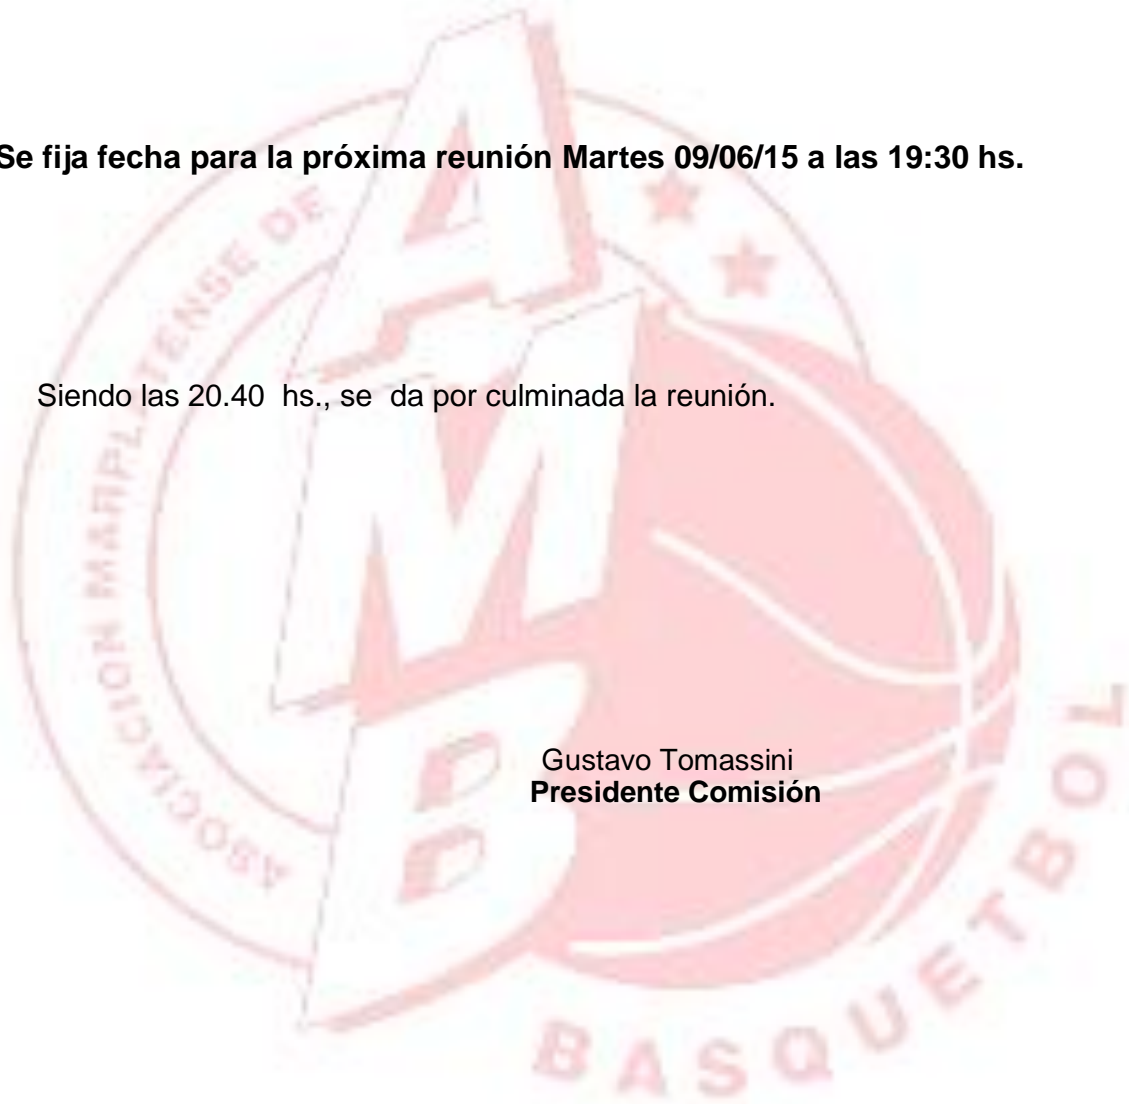 Se fija fecha para la próxima reunión Martes 09/06/15 a las 19:30 hs.
Siendo las 20.40  hs., se  da por culminada la reunión.
Gustavo Tomassini
Presidente Comisión
AMB
ASOCIACION MARPLATENSE DE
BASQUETBOL